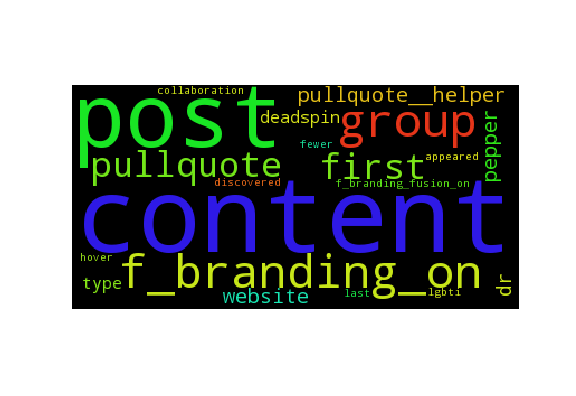 collaboration
post
pullquote__helper
deadspin
group
pepper
fewer
pullquote
first
appeared
discovered
f_branding_fusion_on
content
hover
f_branding_on
type
website
last
lgbti
dr